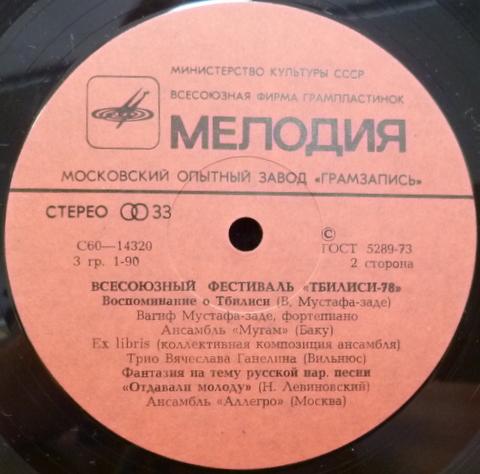 МИНИСТЕРСТВО КУЛЬТУРЫ СССР
ВСЕСОЮЗНАЯ ФИРМА ГРАМПЛАСТИНОК
МЕЛОДИЯ
МОСКОВСКИЙ ОПЫТНЫЙ ЗАВОД «ГРАМЗАПИСЬ»
СТЕРЕО 33
С60—14320
3 гр. 1-90
©
ГОСТ 5289-73
2 сторона
ВСЕСОЮЗНЫЙ ФЕСТИВАЛЬ «ТБИЛИСИ-78»
Воспоминание о Тбилиси (В. Мустафа-заде)
Вагиф Мустафа-заде, фортепиано
Ансамбль «Мугам» (Баку)
Ex libris (коллективная композиция ансамбля)
Трио Вячеслава Ганелина (Вильнюс)
Фантазия на тему русской нар. песни
«Отдавали молоду» (Н. Левиновский)
Ансамбль «Аллегро» (Москва)